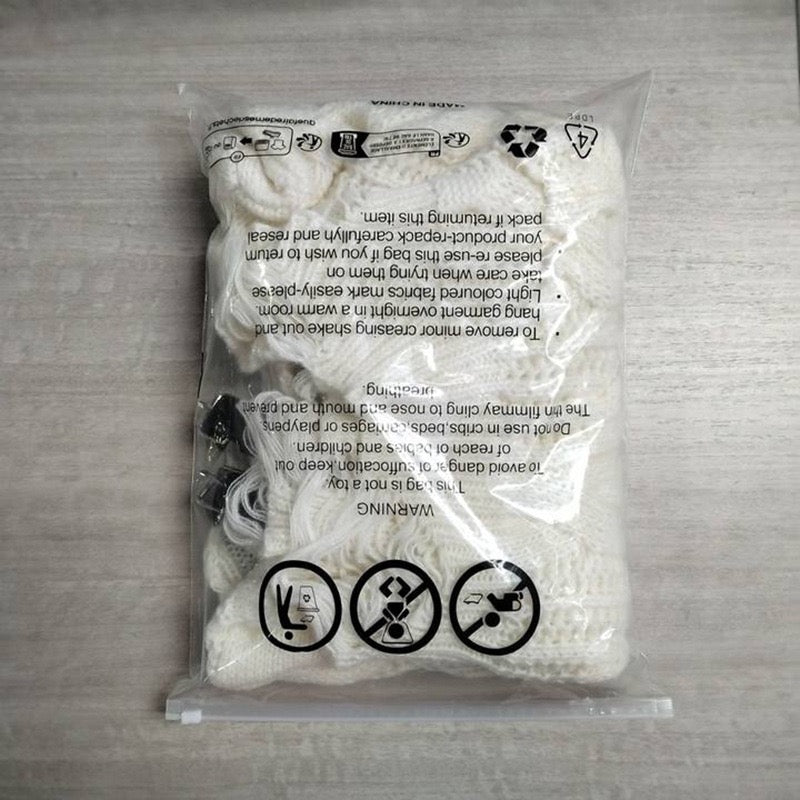 WARNING
This bag is not a toy.
To avoid danger of suffocation,keep out
of reach of babies and children.
Do not use in cribs,beds,carriages or playpens.
The thin filmmay cling to nose and mouth and prevent
breathing.
• To remove minor creasing shake out and
hang garment overnight in a warm room.
• Light coloured fabrics mark easily-please
take care when trying them on
• please re-use this bag if you wish to return
your product-repack carefullyh and reseal
pack if returning this item.
4
LDPE
FR
MADE IN CHINA